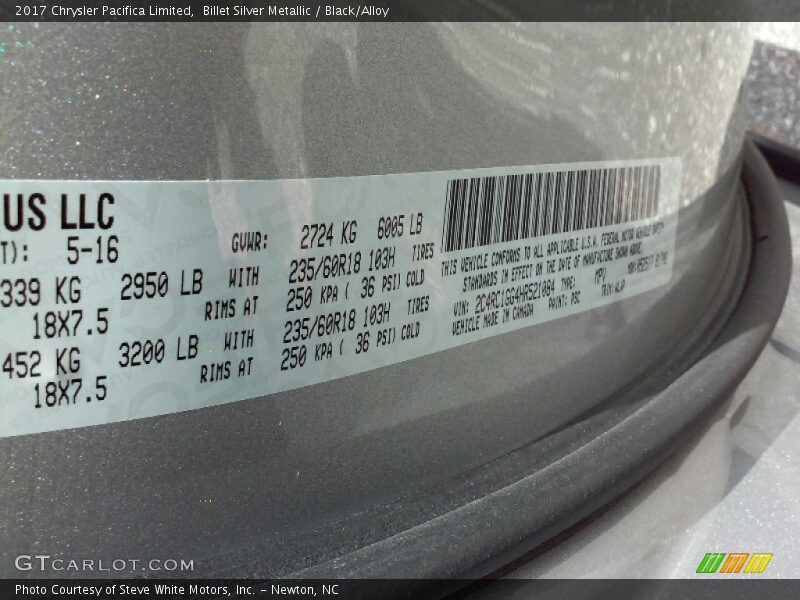 2017 Chrysler Pacifica Limited, Billet Silver Metallic / Black/Alloy
US LLC
T): 5-16
GVWR: 2724 KG 6005 LB
339 KG 2950 LB WITH 235/60R18 103H TIRES
18X7.5 RIMS AT 250 KPA ( 36 PSI) COLD
452 KG 3200 LB WITH 235/60R18 103H TIRES
18X7.5 RIMS AT 250 KPA ( 36 PSI) COLD
THIS VEHICLE CONFORMS TO ALL APPLICABLE U.S.A. FEDERAL MOTOR VEHICLE SAFETY
STANDARDS IN EFFECT ON THE DATE OF MANUFACTURE SHOWN ABOVE.
VIN: 2C4RC1GG4HR521084 TYPE: MPV
VEHICLE MADE IN CANADA PAINT: PSC
GTCARLOT.COM
Photo Courtesy of Steve White Motors, Inc. – Newton, NC